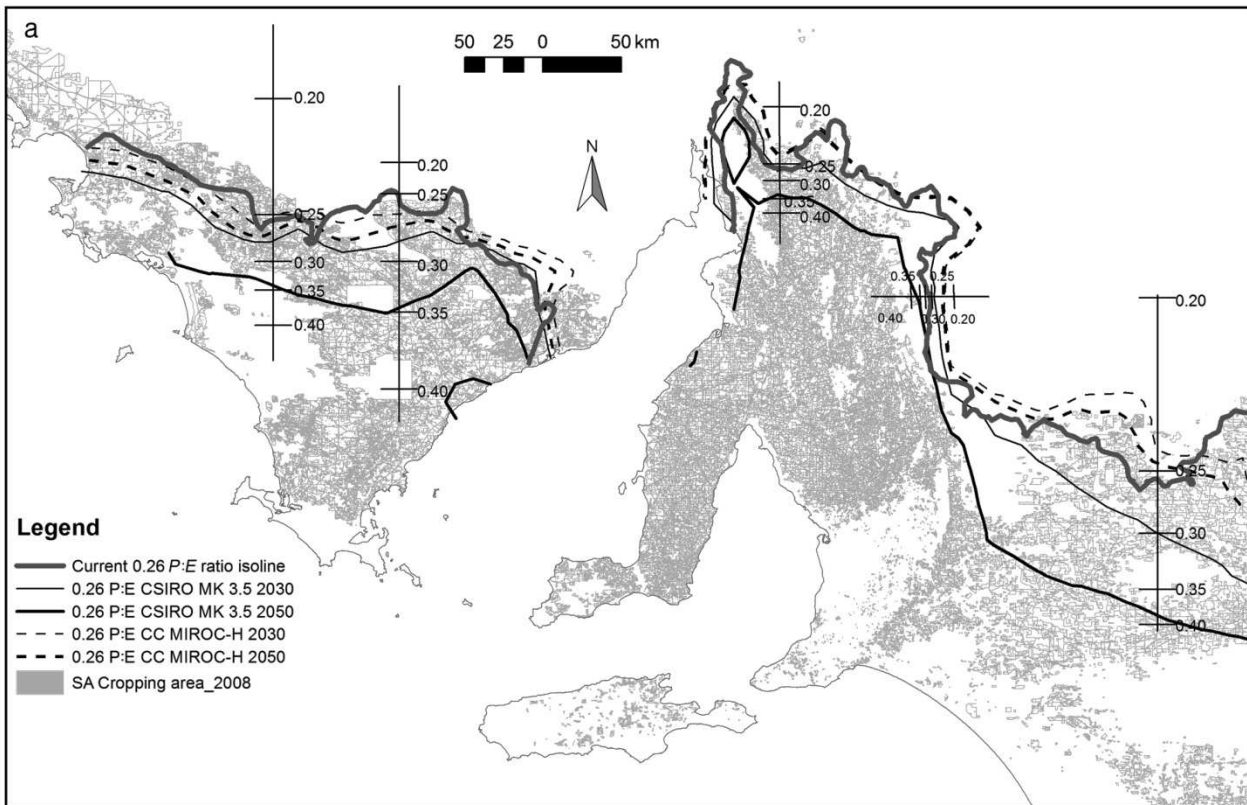 a
50 25 0 50 km
N
0.20
0.25
0.30
0.35
0.40
0.20
0.25
0.30
0.35
0.40
0.20
0.25
0.30
0.35
0.40
0.35 0.25
0.40 0.30 0.20
0.20
0.25
0.30
0.35
0.40
r
Legend
Current 0.26 P:E ratio isoline
0.26 P:E CSIRO MK 3.5 2030
0.26 P:E CSIRO MK 3.5 2050
0.26 P:E CC MIROC-H 2030
0.26 P:E CC MIROC-H 2050
SA Cropping area_2008